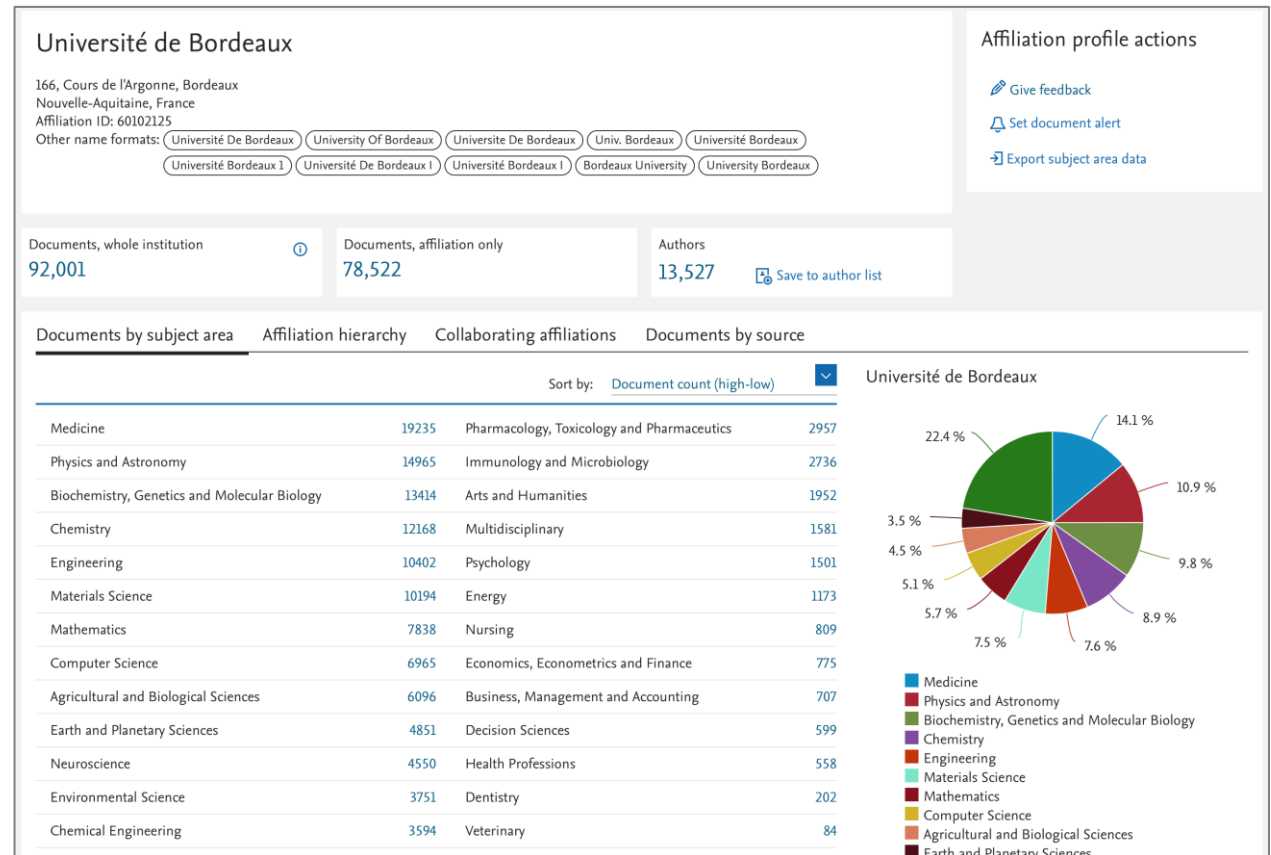 Université de Bordeaux
166, Cours de l'Argonne, Bordeaux
Nouvelle-Aquitaine, France
Affiliation ID: 60102125
Other name formats: Université De Bordeaux University Of Bordeaux Universite De Bordeaux Univ. Bordeaux Université Bordeaux
Université Bordeaux 1 Université De Bordeaux I Université Bordeaux I Bordeaux University University Bordeaux
Affiliation profile actions
Give feedback
Set document alert
Export subject area data
Documents, whole institution
92,001
Documents, affiliation only
78,522
Authors
13,527 Save to author list
Documents by subject area Affiliation hierarchy Collaborating affiliations Documents by source
Sort by: Document count (high-low)
Medicine 19235 Pharmacology, Toxicology and Pharmaceutics 2957
Physics and Astronomy 14965 Immunology and Microbiology 2736
Biochemistry, Genetics and Molecular Biology 13414 Arts and Humanities 1952
Chemistry 12168 Multidisciplinary 1581
Engineering 10402 Psychology 1501
Materials Science 10194 Energy 1173
Mathematics 7838 Nursing 809
Computer Science 6965 Economics, Econometrics and Finance 775
Agricultural and Biological Sciences 6096 Business, Management and Accounting 707
Earth and Planetary Sciences 4851 Decision Sciences 599
Neuroscience 4550 Health Professions 558
Environmental Science 3751 Dentistry 202
Chemical Engineering 3594 Veterinary 84
Université de Bordeaux
14.1 %
22.4 %
10.9 %
3.5 %
4.5 %
9.8 %
5.1 %
5.7 %
8.9 %
7.5 %
7.6 %
Medicine
Physics and Astronomy
Biochemistry, Genetics and Molecular Biology
Chemistry
Engineering
Materials Science
Mathematics
Computer Science
Agricultural and Biological Sciences
Earth and Planetary Sciences